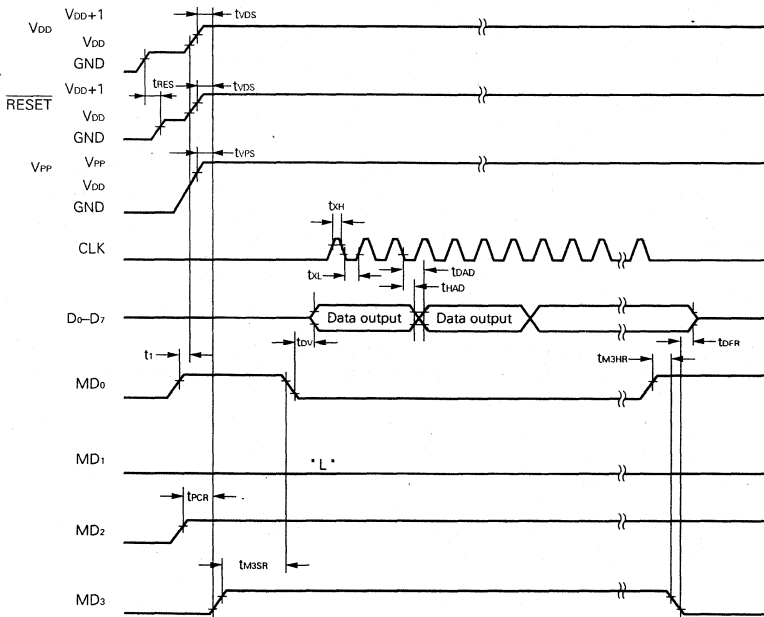 VDD VDD+1 tVDS
VDD
GND
RESET VDD+1 tRES tVDS
VDD
GND
VPP VPP tVPS
VDD
GND
tXH
CLK
tXL tDAD
tHAD
D0–D7 Data output Data output
tDV tDFR
t1 tM3HR
MD0
MD1 "L"
tPCR
MD2
tM3SR
MD3